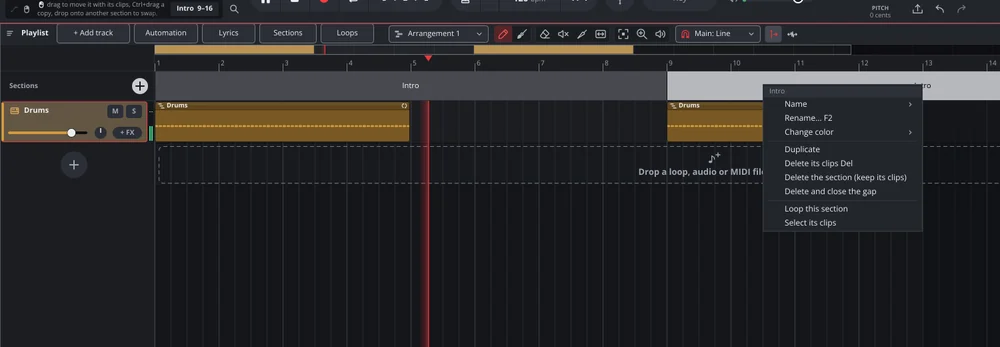 drag to move it with its clips, Ctrl+drag a
copy, drop onto another section to swap.
Intro 9–16
PITCH
0 cents
Playlist
+ Add track
Automation
Lyrics
Sections
Loops
Arrangement 1
Main: Line
1 2 3 4 5 6 7 8 9 10 11 12 13 14
Sections
Intro
Drums
M S
+ FX
Drums
Drums
Drop a loop, audio or MIDI file
Intro
Name
Rename... F2
Change color
Duplicate
Delete its clips Del
Delete the section (keep its clips)
Delete and close the gap
Loop this section
Select its clips